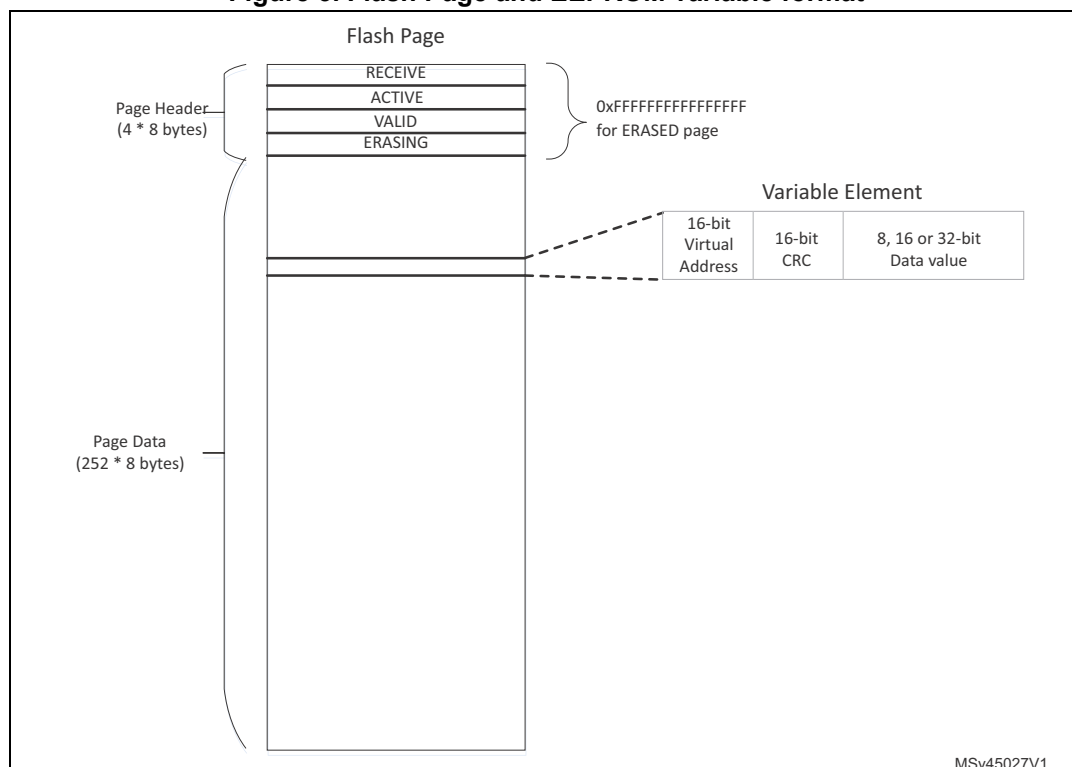 Flash Page
RECEIVE
ACTIVE
VALID
ERASING
Page Header
(4 * 8 bytes)
0xFFFFFFFFFFFFFFFF
for ERASED page
Variable Element
16-bit
Virtual
Address
16-bit
CRC
8, 16 or 32-bit
Data value
Page Data
(252 * 8 bytes)
MSv45027V1